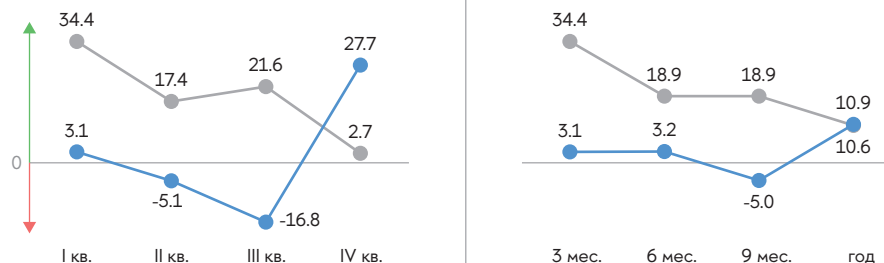 34.4
17.4
21.6
27.7
3.1
2.7
0
-5.1
-16.8
I кв.
II кв.
III кв.
IV кв.
34.4
18.9
18.9
10.9
3.1
3.2
10.6
-5.0
3 мес.
6 мес.
9 мес.
год